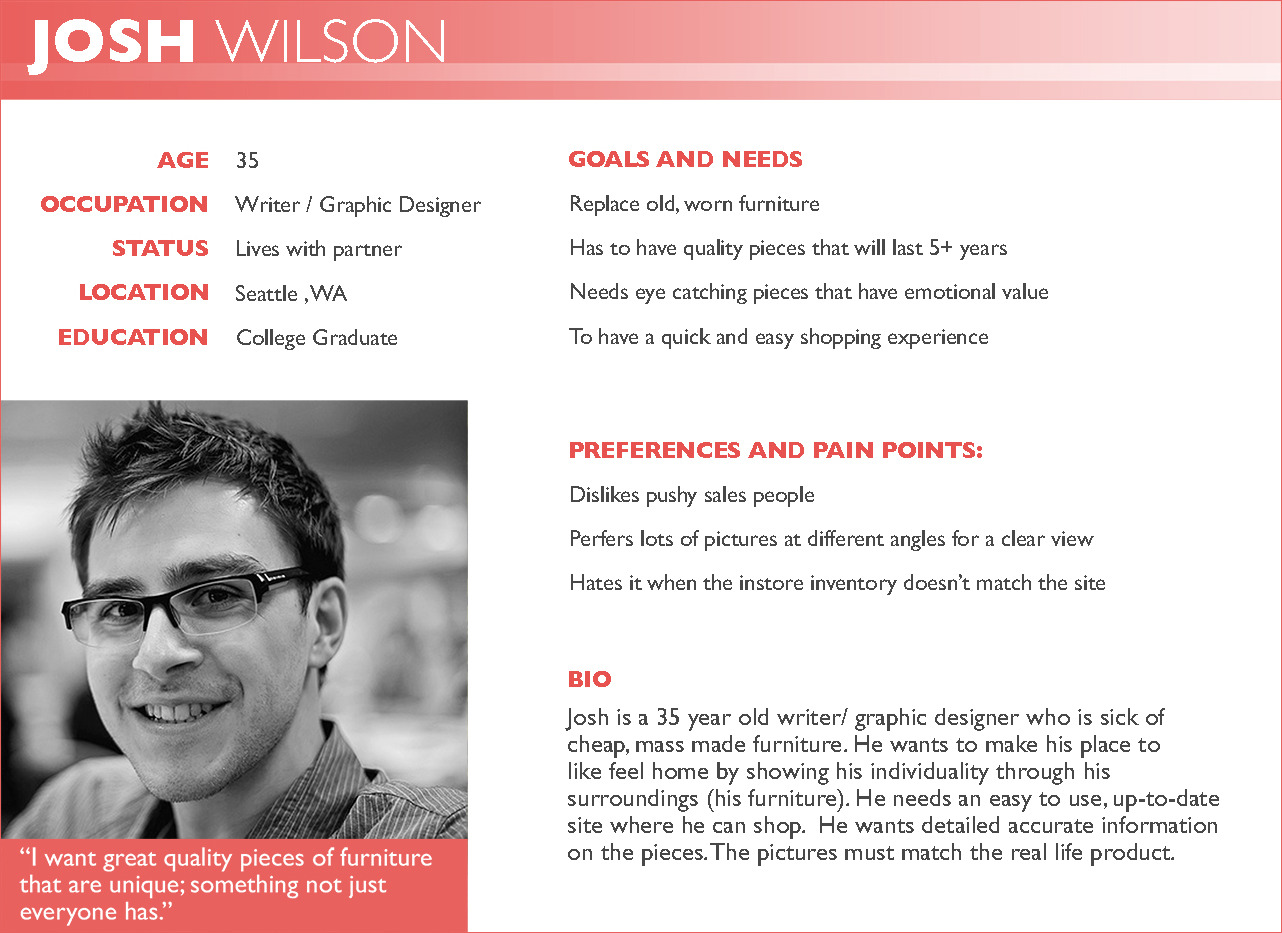 JOSH WILSON
AGE 35
OCCUPATION Writer / Graphic Designer
STATUS Lives with partner
LOCATION Seattle ,WA
EDUCATION College Graduate
GOALS AND NEEDS
Replace old, worn furniture
Has to have quality pieces that will last 5+ years
Needs eye catching pieces that have emotional value
To have a quick and easy shopping experience
PREFERENCES AND PAIN POINTS:
Dislikes pushy sales people
Perfers lots of pictures at different angles for a clear view
Hates it when the instore inventory doesn’t match the site
BIO
Josh is a 35 year old writer/ graphic designer who is sick of
cheap, mass made furniture. He wants to make his place to
like feel home by showing his individuality through his
surroundings (his furniture). He needs an easy to use, up-to-date
site where he can shop.  He wants detailed accurate information
on the pieces. The pictures must match the real life product.
“I want great quality pieces of furniture
that are unique; something not just
everyone has.”